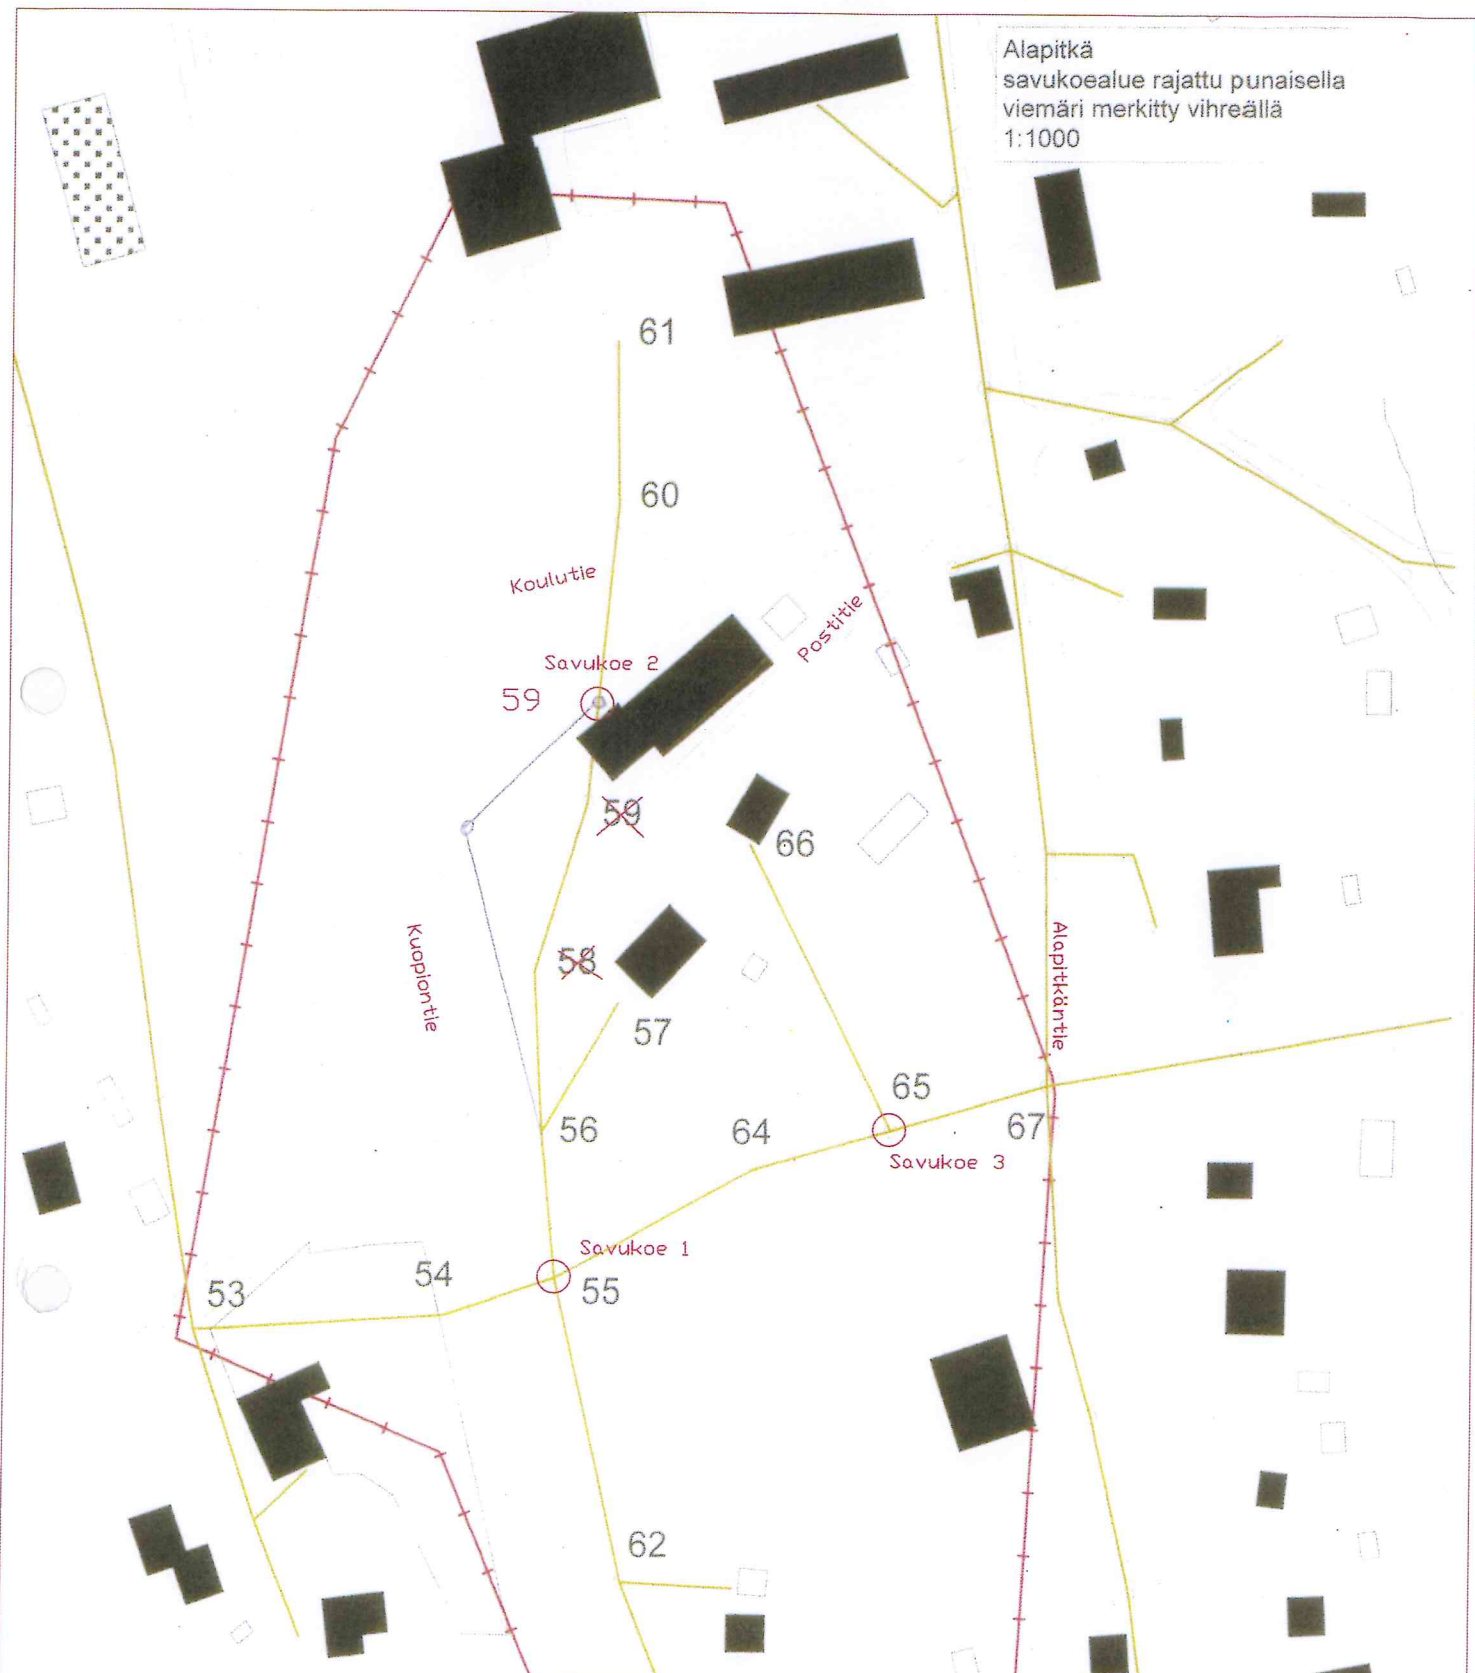 Alapitkä
savukoealue rajattu punaisella
viemäri merkitty vihreällä
1:1000
61
60
Koulutie
Postitie
Savukoe 2
59
59
66
58
Kuopiontie
Alapitkäntie
57
65
56
64
67
Savukoe 3
Savukoe 1
53
54
55
62